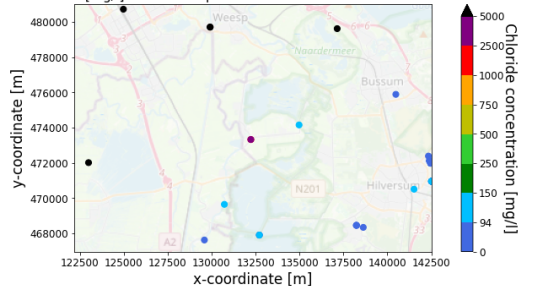 480000
478000
476000
474000
472000
470000
468000
y-coordinate [m]
122500 125000 127500 130000 132500 135000 137500 140000 142500
x-coordinate [m]
Weesp
Naardermeer
Bussum
Hilversum
N201
A2
5000
2500
1000
750
500
250
150
94
0
Chloride concentration [mg/l]